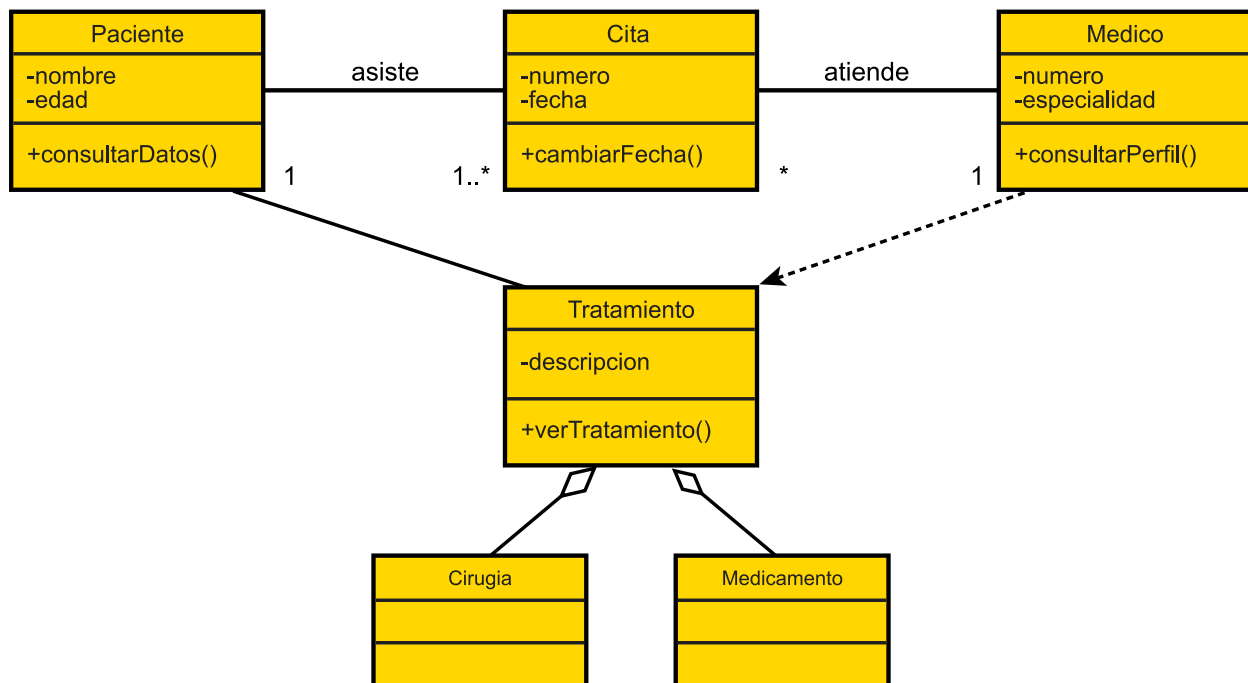 Paciente
-nombre
-edad
+consultarDatos()
asiste
1
1..*
Cita
-numero
-fecha
+cambiarFecha()
atiende
*
1
Medico
-numero
-especialidad
+consultarPerfil()
Tratamiento
-descripcion
+verTratamiento()
Cirugia
Medicamento